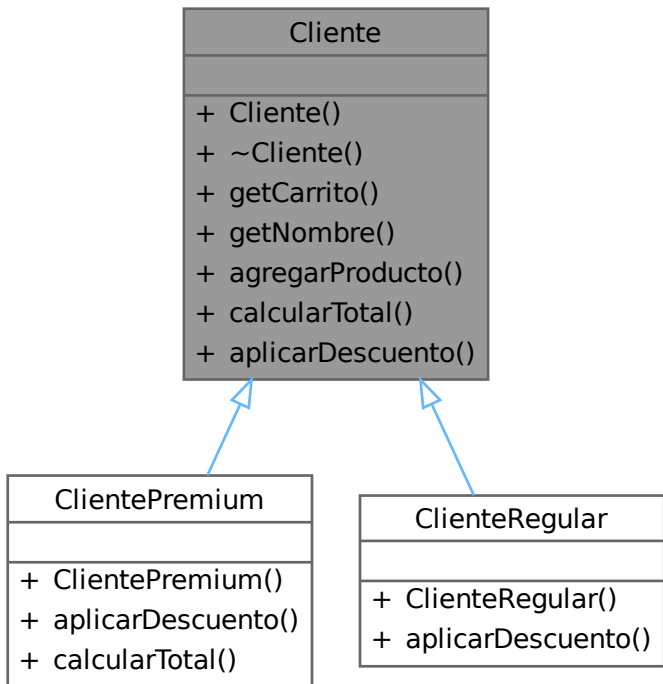 Cliente
+ Cliente()
+ ~Cliente()
+ getCarrito()
+ getNombre()
+ agregarProducto()
+ calcularTotal()
+ aplicarDescuento()
ClientePremium
+ ClientePremium()
+ aplicarDescuento()
+ calcularTotal()
ClienteRegular
+ ClienteRegular()
+ aplicarDescuento()